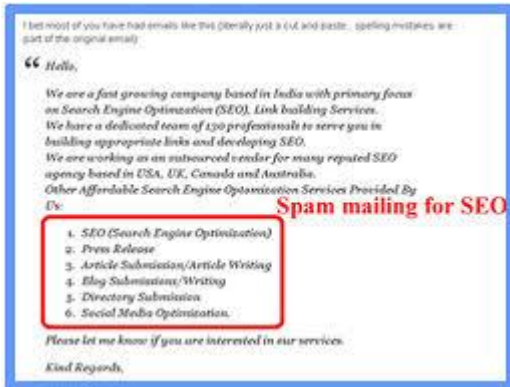 I bet most of you have had emails like this (literally just a cut and paste... spelling mistakes are
part of the original email)
“ Hello,
We are a fast growing company based in India with primary focus
on Search Engine Optimzation (SEO), Link building Services.
We have a dedicated team of 130 professionals to serve you in
building appropriate links and developing SEO.
We are working as an outsourced vendor for many reputed SEO
agency based in USA, UK, Canada and Australia.
Other Affordable Search Engine Optomization Services Provided By
Us:
Spam mailing for SEO
1. SEO (Search Engine Optimization)
2. Press Release
3. Article Submission/Article Writing
4. Blog Submissions/Writing
5. Directory Submission
6. Social Media Optimization.
Please let me know if you are interested in our services.
Kind Regards,